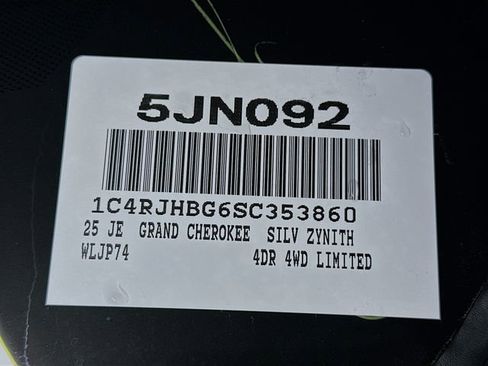 5JN092
1C4RJHBG6SC353860
25 JE GRAND CHEROKEE SILV ZYNITH
WLJP74 4DR 4WD LIMITED